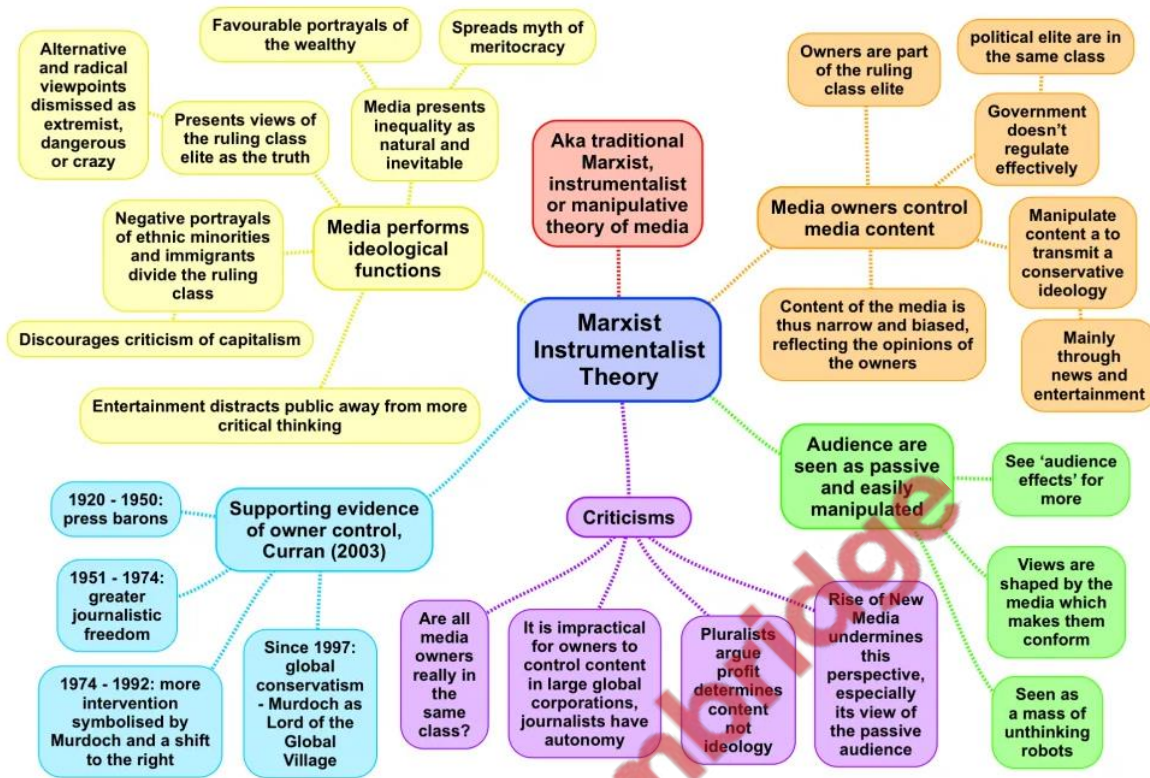 Favourable portrayals
of the wealthy
Spreads myth of
meritocracy
Alternative
and radical
viewpoints
dismissed as
extremist,
dangerous
or crazy
Presents views of
the ruling class
elite as the truth
Media presents
inequality as
natural and
inevitable
Negative portrayals
of ethnic minorities
and immigrants
divide the ruling
class
Media performs
ideological
functions
Discourages criticism of capitalism
Entertainment distracts public away from more
critical thinking
Aka traditional
Marxist,
instrumentalist
or manipulative
theory of media
Marxist
Instrumentalist
Theory
Owners are
part of the
ruling class
elite
political elite are in
the same class
Government
doesn't
regulate
effectively
Media owners control
media content
Manipulate
content a to
transmit a
conservative
ideology
Content of the media is
thus narrow and biased,
reflecting the opinions of
the owners
Mainly
through
news and
entertainment
Audience are
seen as passive
and easily
manipulated
See 'audience
effects' for
more
Views are
shaped by the
media which
makes them
conform
Seen as
a mass of
unthinking
robots
1920 - 1950:
press barons
Supporting evidence
of owner control,
Curran (2003)
1951 - 1974:
greater
journalistic
freedom
1974 - 1992: more
intervention
symbolised by
Murdoch and a shift
to the right
Since 1997:
global
conservatism
- Murdoch as
Lord of the
Global
Village
Criticisms
Are all
media
owners
really in
the same
class?
It is impractical
for owners to
control content
in large global
corporations,
journalists have
autonomy
Pluralists
argue
profit
determines
content
not
ideology
Rise of New
Media
undermines
this
perspective,
especially
its view of
the passive
audience
mbridge